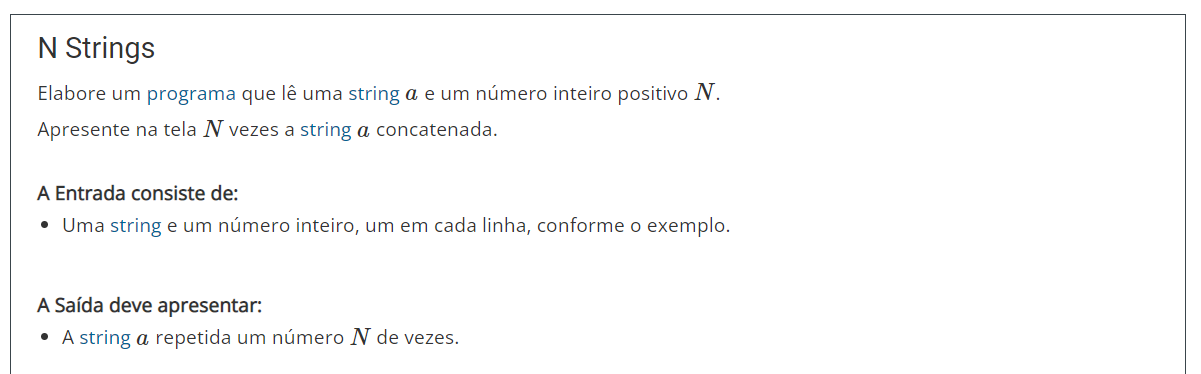 N Strings
Elabore um programa que lê uma string a e um número inteiro positivo N.
Apresente na tela N vezes a string a concatenada.
A Entrada consiste de:
• Uma string e um número inteiro, um em cada linha, conforme o exemplo.
A Saída deve apresentar:
• A string a repetida um número N de vezes.